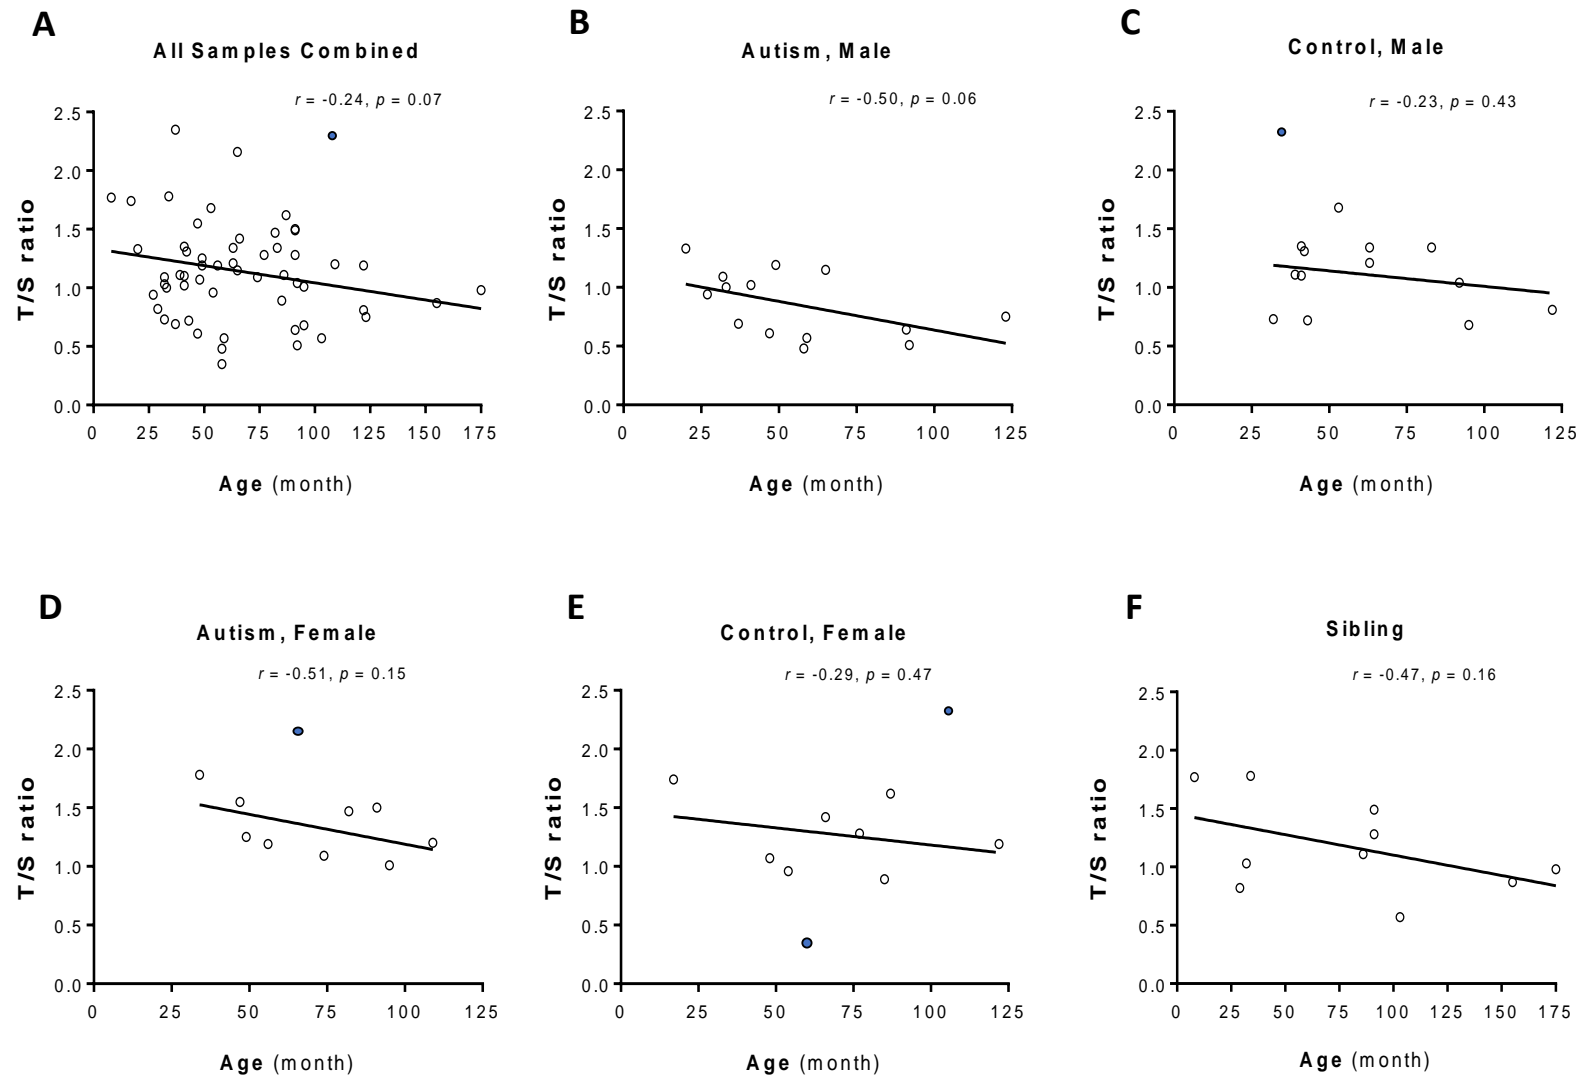 A
All Samples Combined
r = -0.24, p = 0.07
2.5
2.0
1.5
1.0
0.5
0.0
T/S ratio
0 25 50 75 100 125 150 175
Age (month)
B
Autism, Male
r = -0.50, p = 0.06
2.5
2.0
1.5
1.0
0.5
0.0
T/S ratio
0 25 50 75 100 125
Age (month)
C
Control, Male
r = -0.23, p = 0.43
2.5
2.0
1.5
1.0
0.5
0.0
T/S ratio
0 25 50 75 100 125
Age (month)
D
Autism, Female
r = -0.51, p = 0.15
2.5
2.0
1.5
1.0
0.5
0.0
T/S ratio
0 25 50 75 100 125
Age (month)
E
Control, Female
r = -0.29, p = 0.47
2.5
2.0
1.5
1.0
0.5
0.0
T/S ratio
0 25 50 75 100 125
Age (month)
F
Sibling
r = -0.47, p = 0.16
2.5
2.0
1.5
1.0
0.5
0.0
T/S ratio
0 25 50 75 100 125 150 175
Age (month)